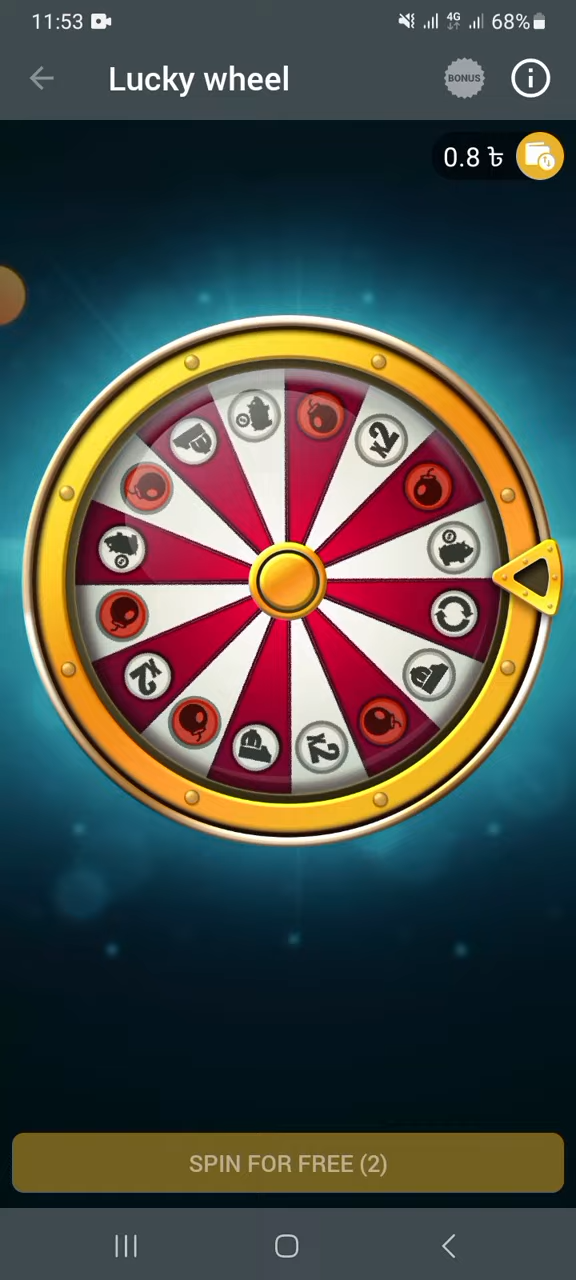 11:53
4G
68%
Lucky wheel
BONUS
0.8 ৳
x2
x2
x2
SPIN FOR FREE (2)